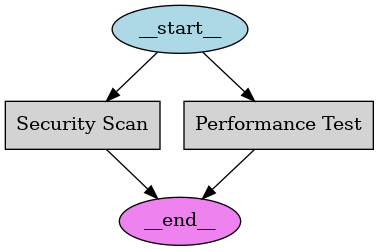 __start__
Security Scan
Performance Test
__end__